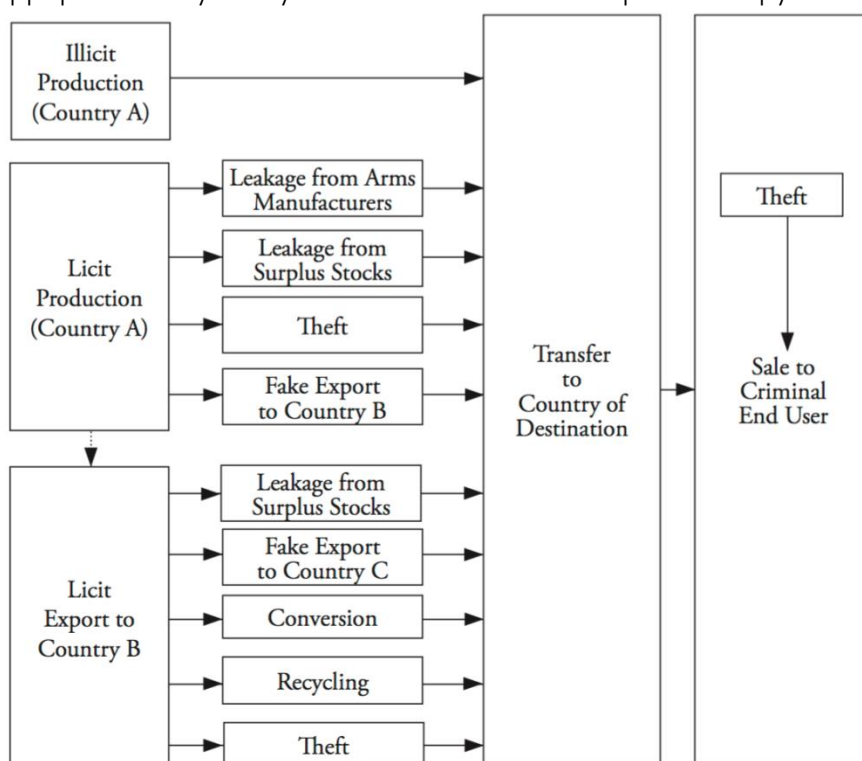 Illicit
Production
(Country A)
Licit
Production
(Country A)
Licit
Export to
Country B
Leakage from Arms
Manufacturers
Leakage from
Surplus Stocks
Theft
Fake Export
to Country B
Leakage from
Surplus Stocks
Fake Export
to Country C
Conversion
Recycling
Theft
Transfer
to
Country of
Destination
Theft
Sale to
Criminal
End User